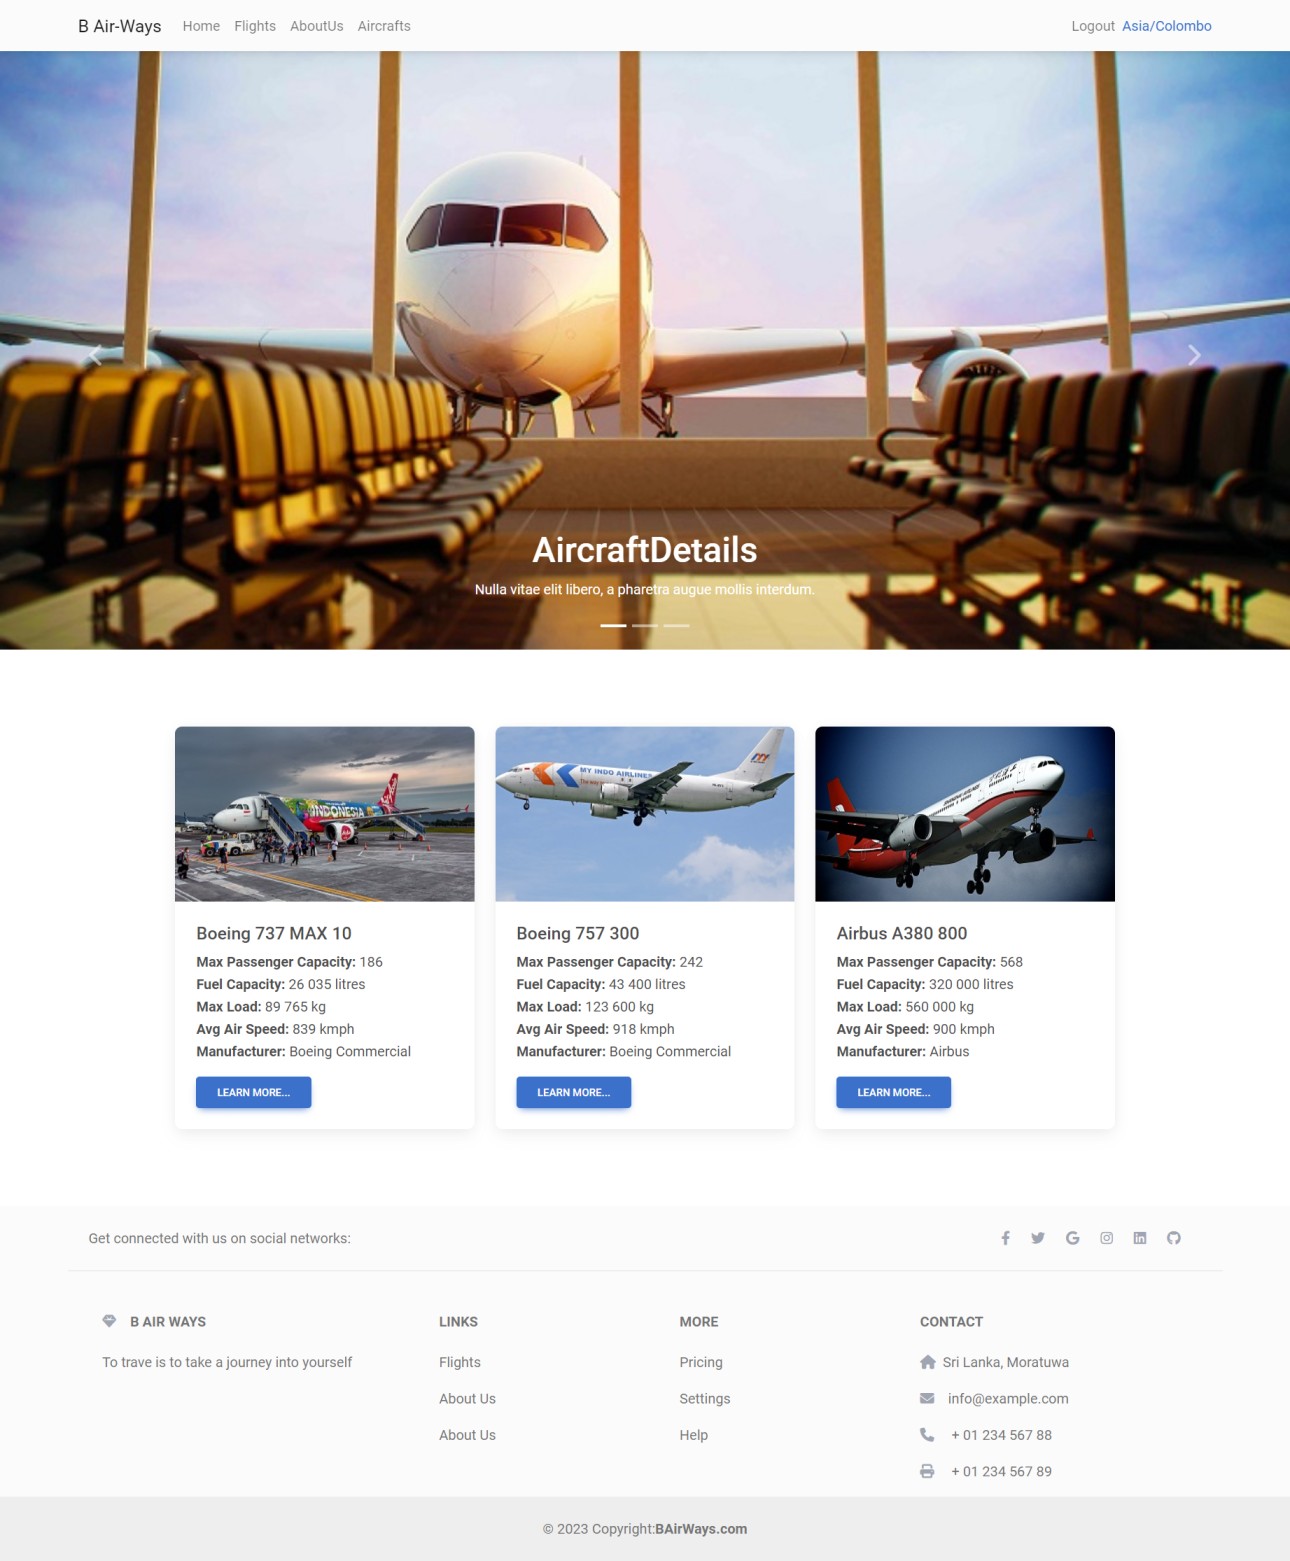 B Air-Ways Home Flights AboutUs Aircrafts Logout Asia/Colombo
AircraftDetails
Nulla vitae elit libero, a pharetra augue mollis interdum.
INDONESIA
MY INDO AIRLINES
Boeing 737 MAX 10
Max Passenger Capacity: 186
Fuel Capacity: 26 035 litres
Max Load: 89 765 kg
Avg Air Speed: 839 kmph
Manufacturer: Boeing Commercial
LEARN MORE...
Boeing 757 300
Max Passenger Capacity: 242
Fuel Capacity: 43 400 litres
Max Load: 123 600 kg
Avg Air Speed: 918 kmph
Manufacturer: Boeing Commercial
LEARN MORE...
Airbus A380 800
Max Passenger Capacity: 568
Fuel Capacity: 320 000 litres
Max Load: 560 000 kg
Avg Air Speed: 900 kmph
Manufacturer: Airbus
LEARN MORE...
Get connected with us on social networks:
B AIR WAYS
To trave is to take a journey into yourself
LINKS
Flights
About Us
About Us
MORE
Pricing
Settings
Help
CONTACT
Sri Lanka, Moratuwa
info@example.com
+ 01 234 567 88
+ 01 234 567 89
© 2023 Copyright:BAirWays.com